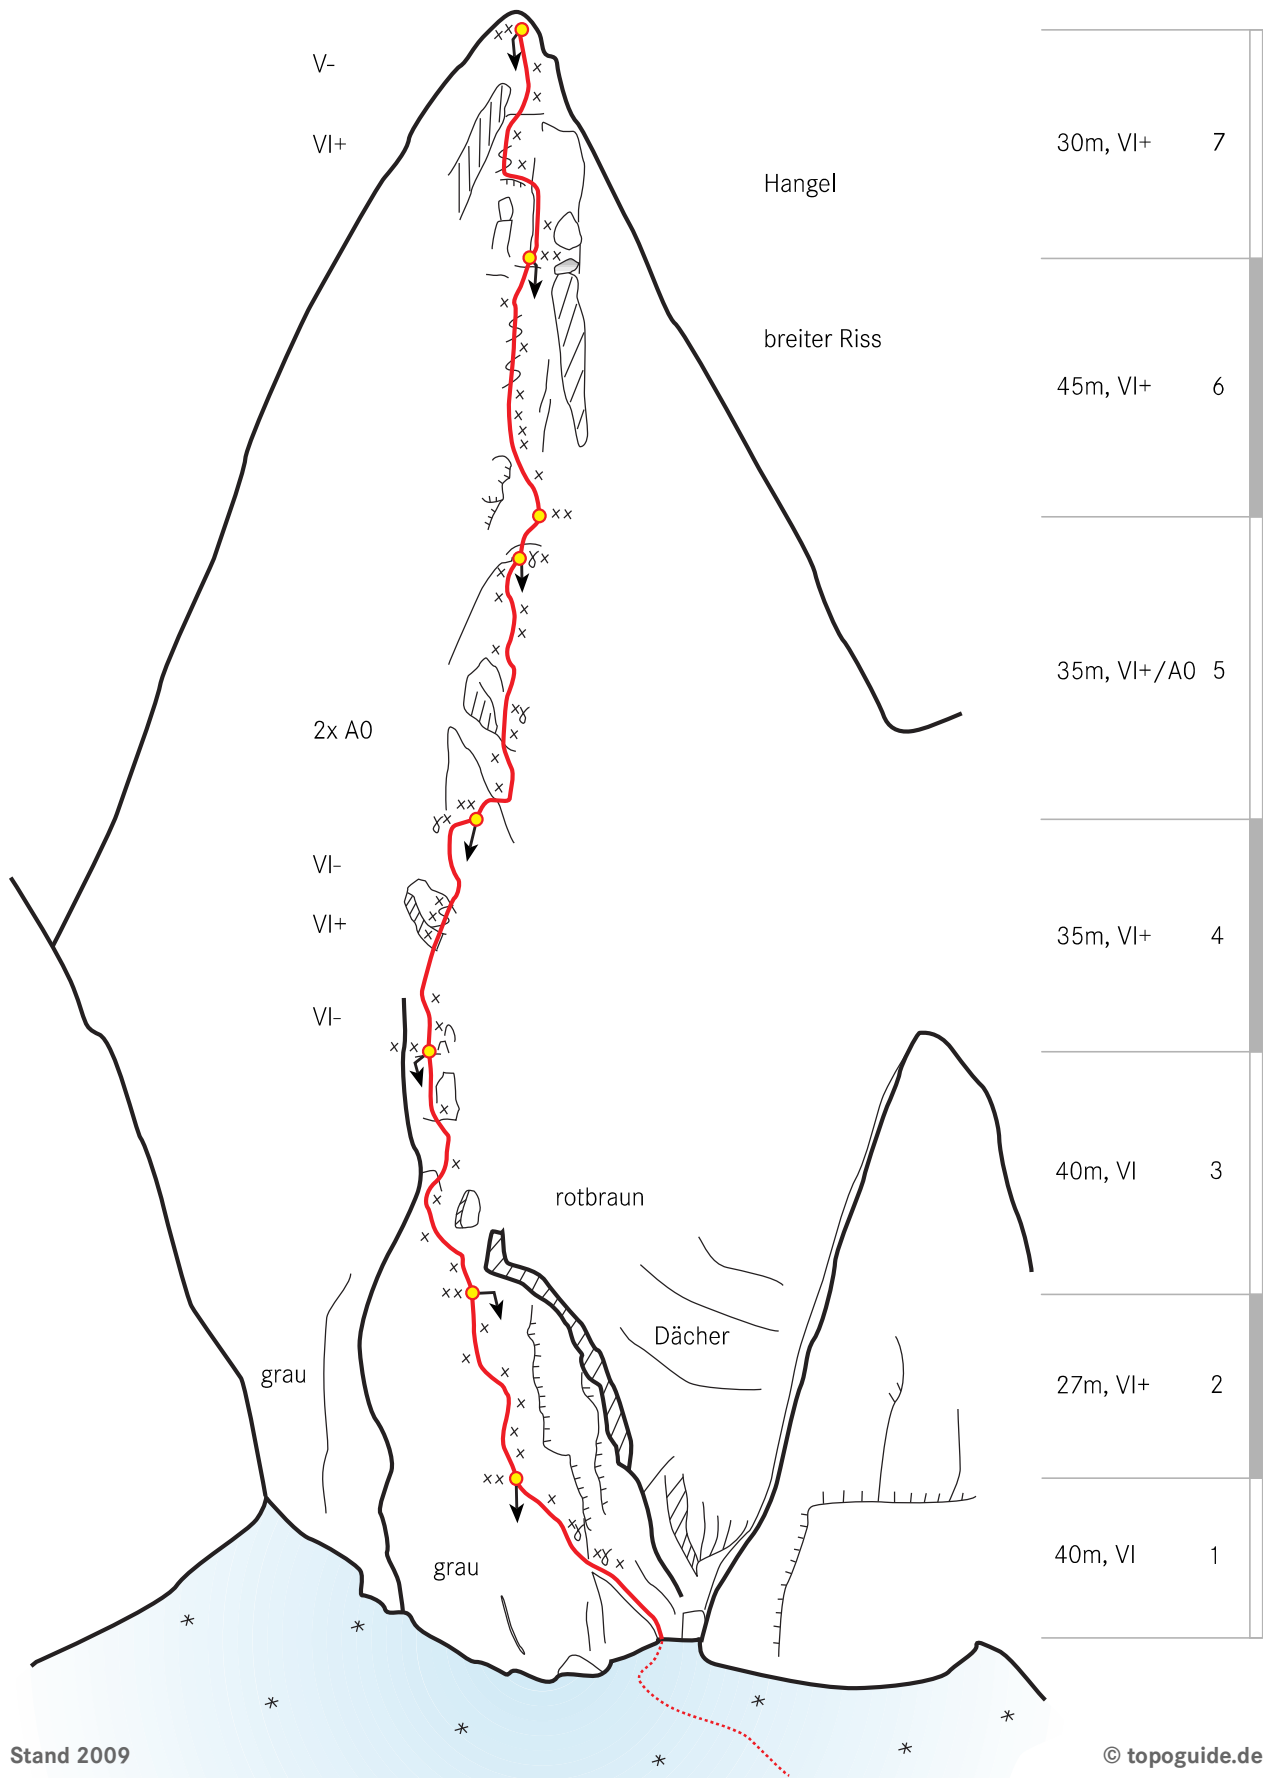 V-
VI+
30m, VI+ 7
Hangel
breiter Riss
45m, VI+ 6
35m, VI+/A0 5
2x A0
VI-
VI+
35m, VI+ 4
VI-
40m, VI 3
rotbraun
Dächer
grau
27m, VI+ 2
grau
40m, VI 1
Stand 2009
© topoguide.de